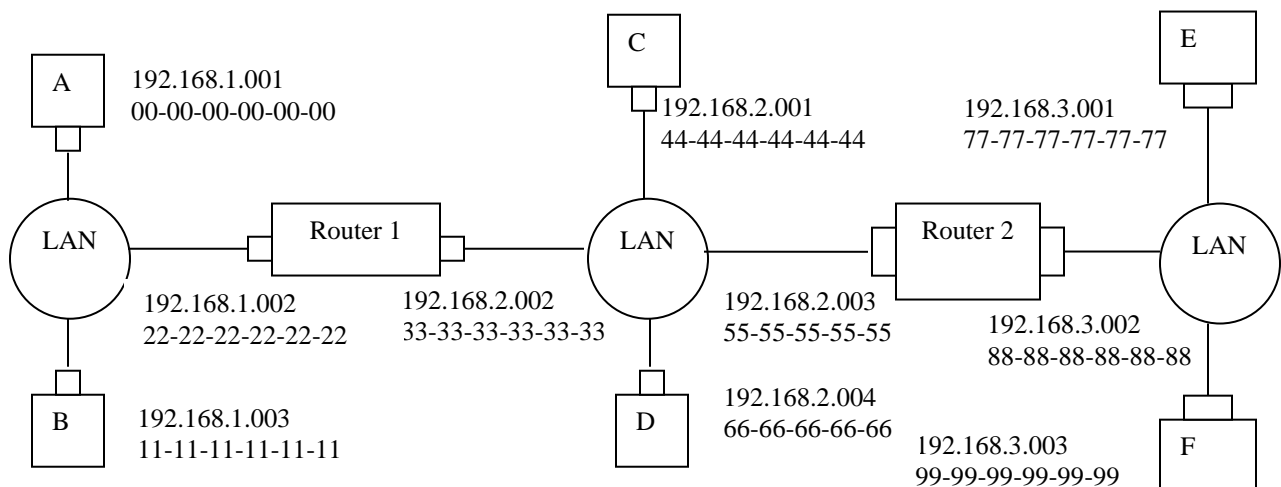 A
192.168.1.001
00-00-00-00-00-00
C
192.168.2.001
44-44-44-44-44-44
E
192.168.3.001
77-77-77-77-77-77
LAN
Router 1
LAN
Router 2
LAN
192.168.1.002
22-22-22-22-22-22
192.168.2.002
33-33-33-33-33-33
192.168.2.003
55-55-55-55-55
192.168.3.002
88-88-88-88-88-88
B
192.168.1.003
11-11-11-11-11-11
D
192.168.2.004
66-66-66-66-66
192.168.3.003
99-99-99-99-99-99
F